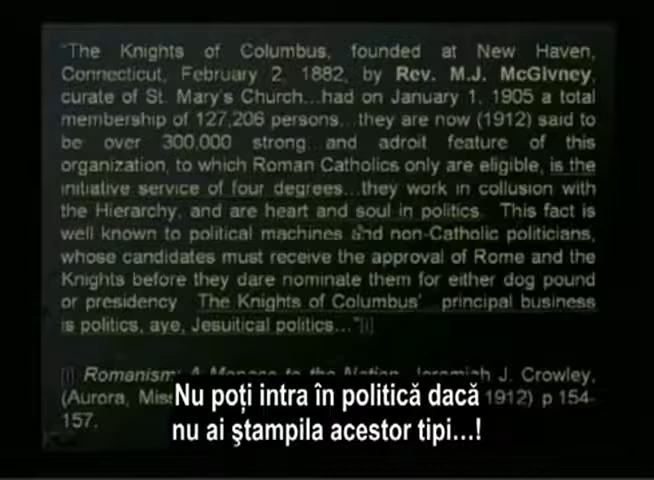 "The Knights of Columbus, founded at New Haven,
Connecticut, February 2, 1882, by Rev. M.J. McGivney,
curate of St. Mary's Church...had on January 1, 1905 a total
membership of 127,206 persons...they are now (1912) said to
be over 300,000 strong...and adroit feature of this
organization, to which Roman Catholics only are eligible, is the
initiative service of four degrees...they work in collusion with
the Hierarchy, and are heart and soul in politics. This fact is
well known to political machines and non-Catholic politicians,
whose candidates must receive the approval of Rome and the
Knights before they dare nominate them for either dog pound
or presidency. The Knights of Columbus' principal business
is politics, aye, Jesuitical politics..."[i]
[i] Romanism: A Menace to the Nation, Jeremiah J. Crowley,
(Aurora, 1912) p 154-
157.
Nu poți intra în politică dacă
nu ai ştampila acestor tipi...!